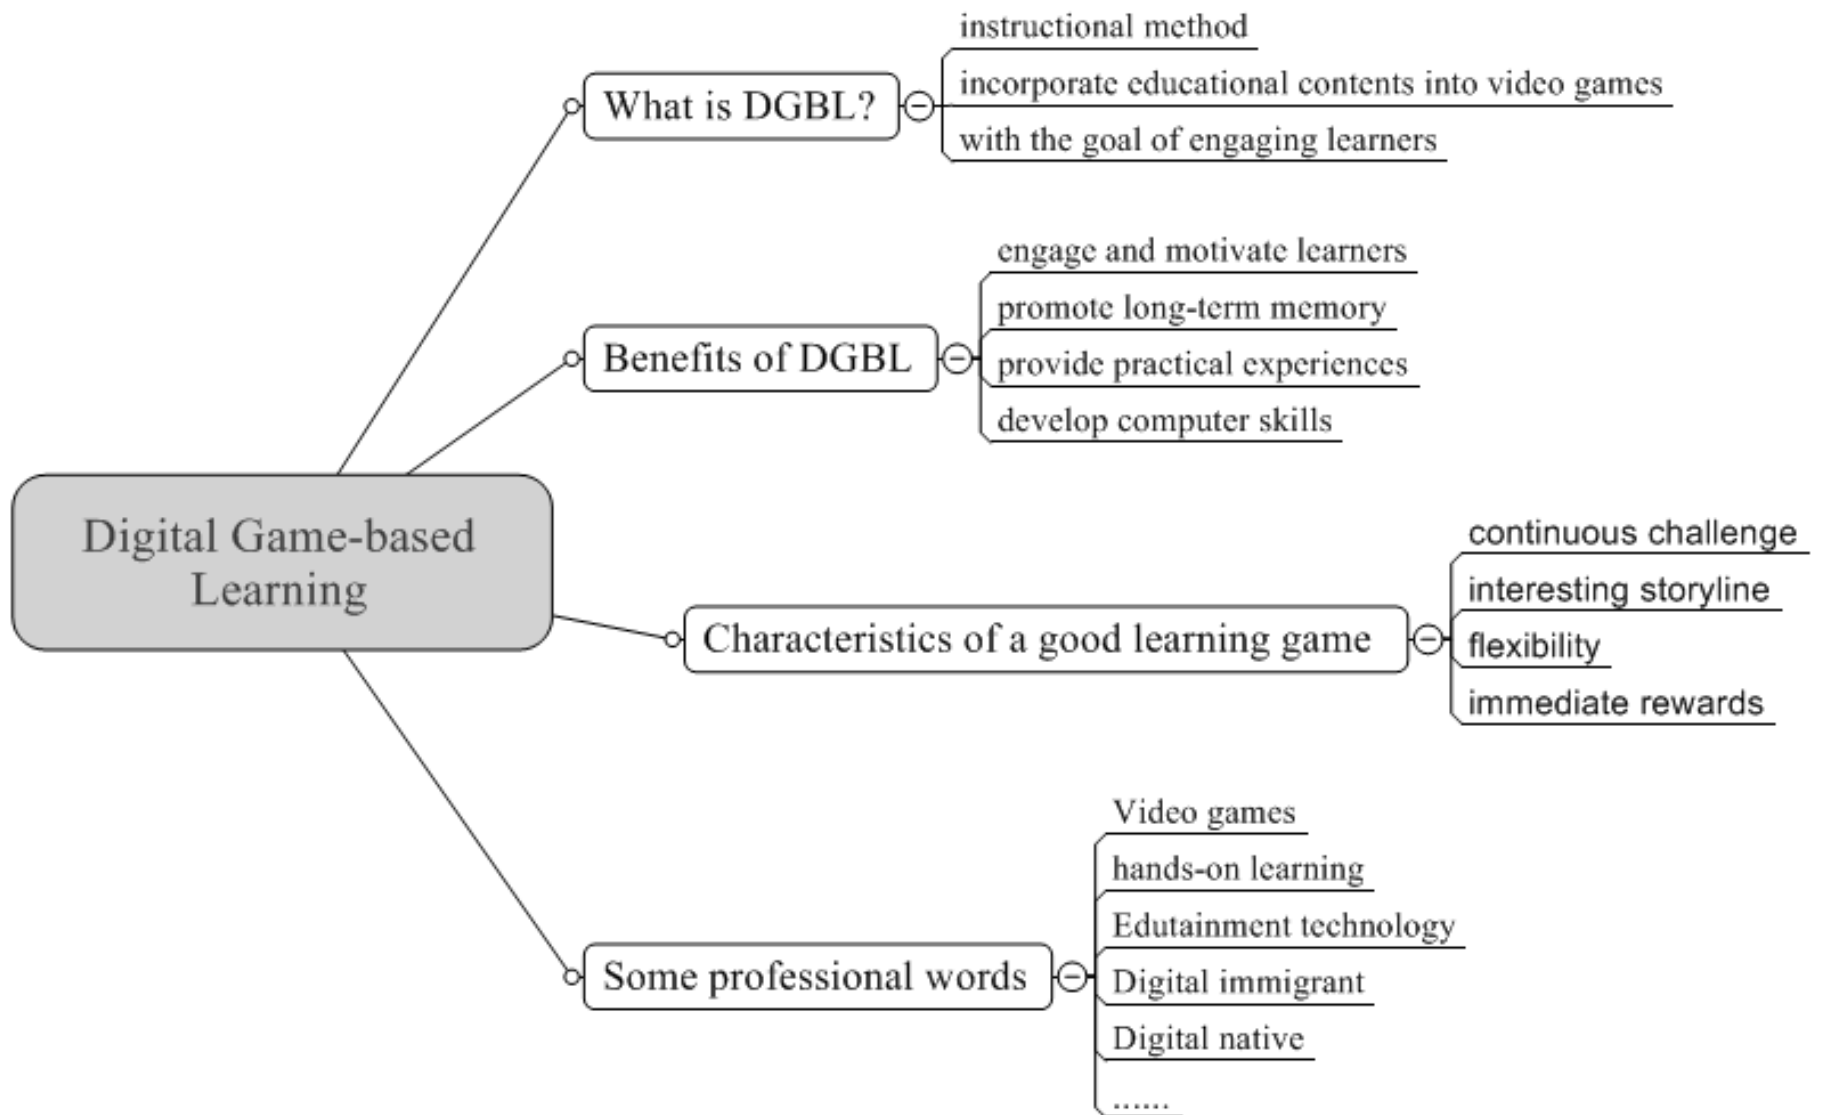 instructional method
What is DGBL?
incorporate educational contents into video games
with the goal of engaging learners
engage and motivate learners
promote long-term memory
Benefits of DGBL
provide practical experiences
develop computer skills
Digital Game-based
Learning
continuous challenge
interesting storyline
Characteristics of a good learning game
flexibility
immediate rewards
Video games
hands-on learning
Edutainment technology
Some professional words
Digital immigrant
Digital native
......